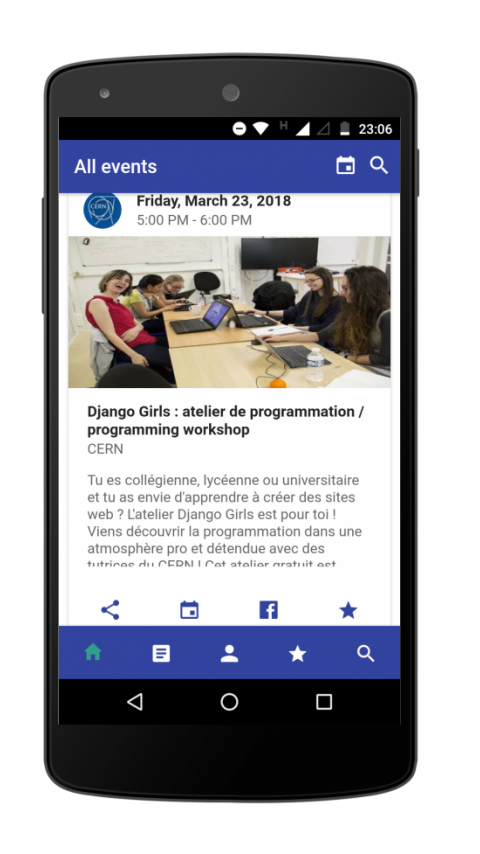 H
23:06
All events
CERN
Friday, March 23, 2018
5:00 PM - 6:00 PM
Django Girls : atelier de programmation /
programming workshop
CERN
Tu es collégienne, lycéenne ou universitaire
et tu as envie d'apprendre à créer des sites
web ? L'atelier Django Girls est pour toi !
Viens découvrir la programmation dans une
atmosphère pro et détendue avec des
tutrices du CERN ! Cet atelier gratuit est